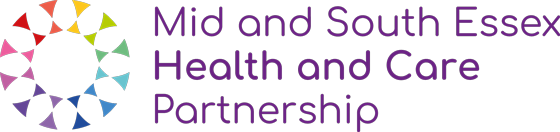 Mid and South Essex
Health and Care
Partnership